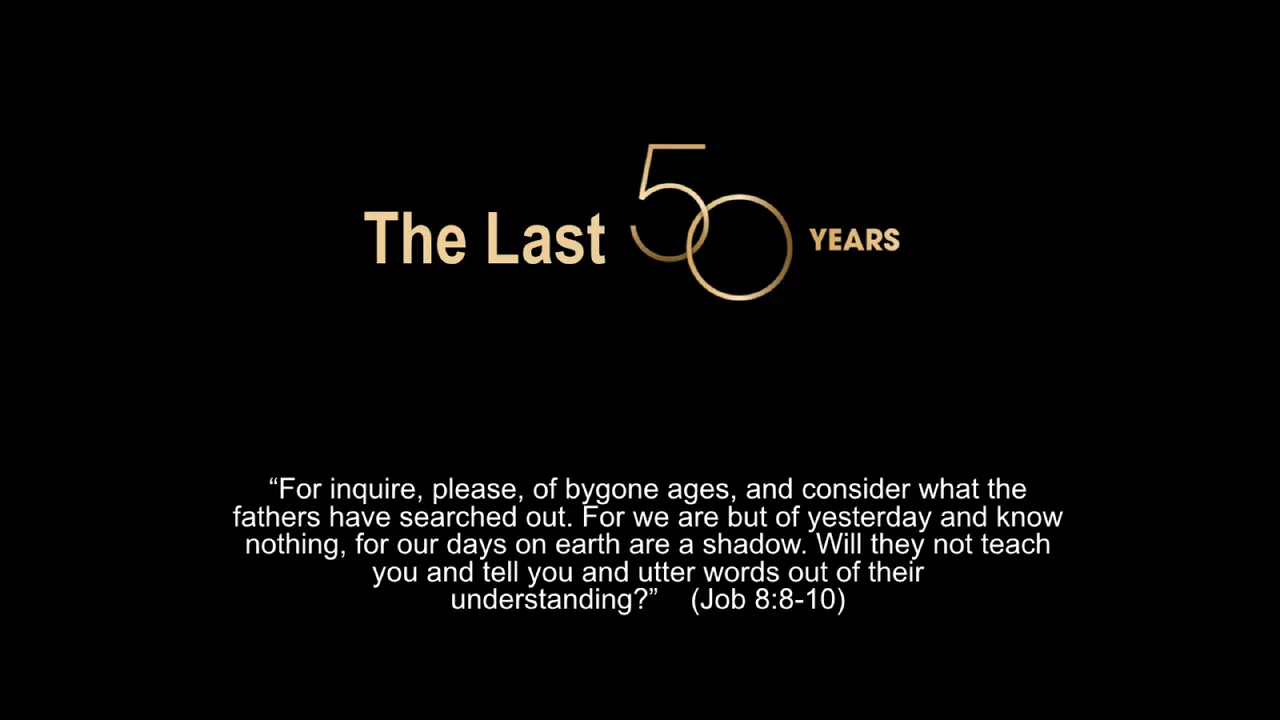 The Last 50 YEARS
“For inquire, please, of bygone ages, and consider what the
fathers have searched out. For we are but of yesterday and know
nothing, for our days on earth are a shadow. Will they not teach
you and tell you and utter words out of their
understanding?” (Job 8:8-10)